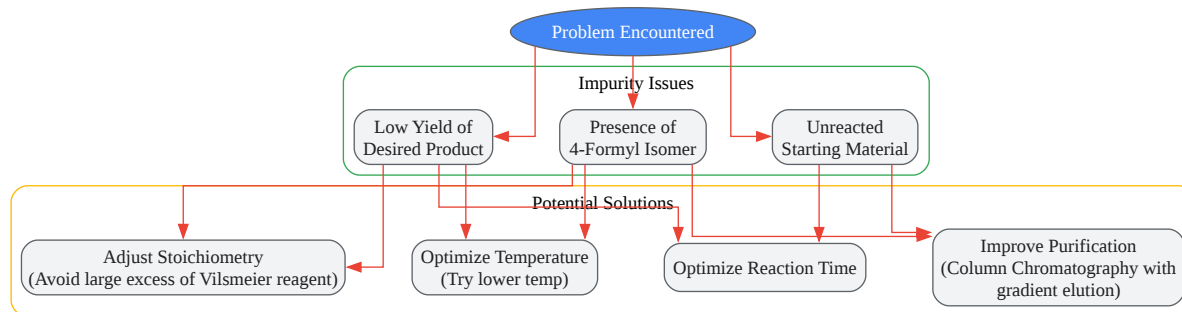 Problem Encountered
Impurity Issues
Low Yield of
Desired Product
Presence of
4-Formyl Isomer
Unreacted
Starting Material
Potential Solutions
Adjust Stoichiometry
(Avoid large excess of Vilsmeier reagent)
Optimize Temperature
(Try lower temp)
Optimize Reaction Time
Improve Purification
(Column Chromatography with
gradient elution)